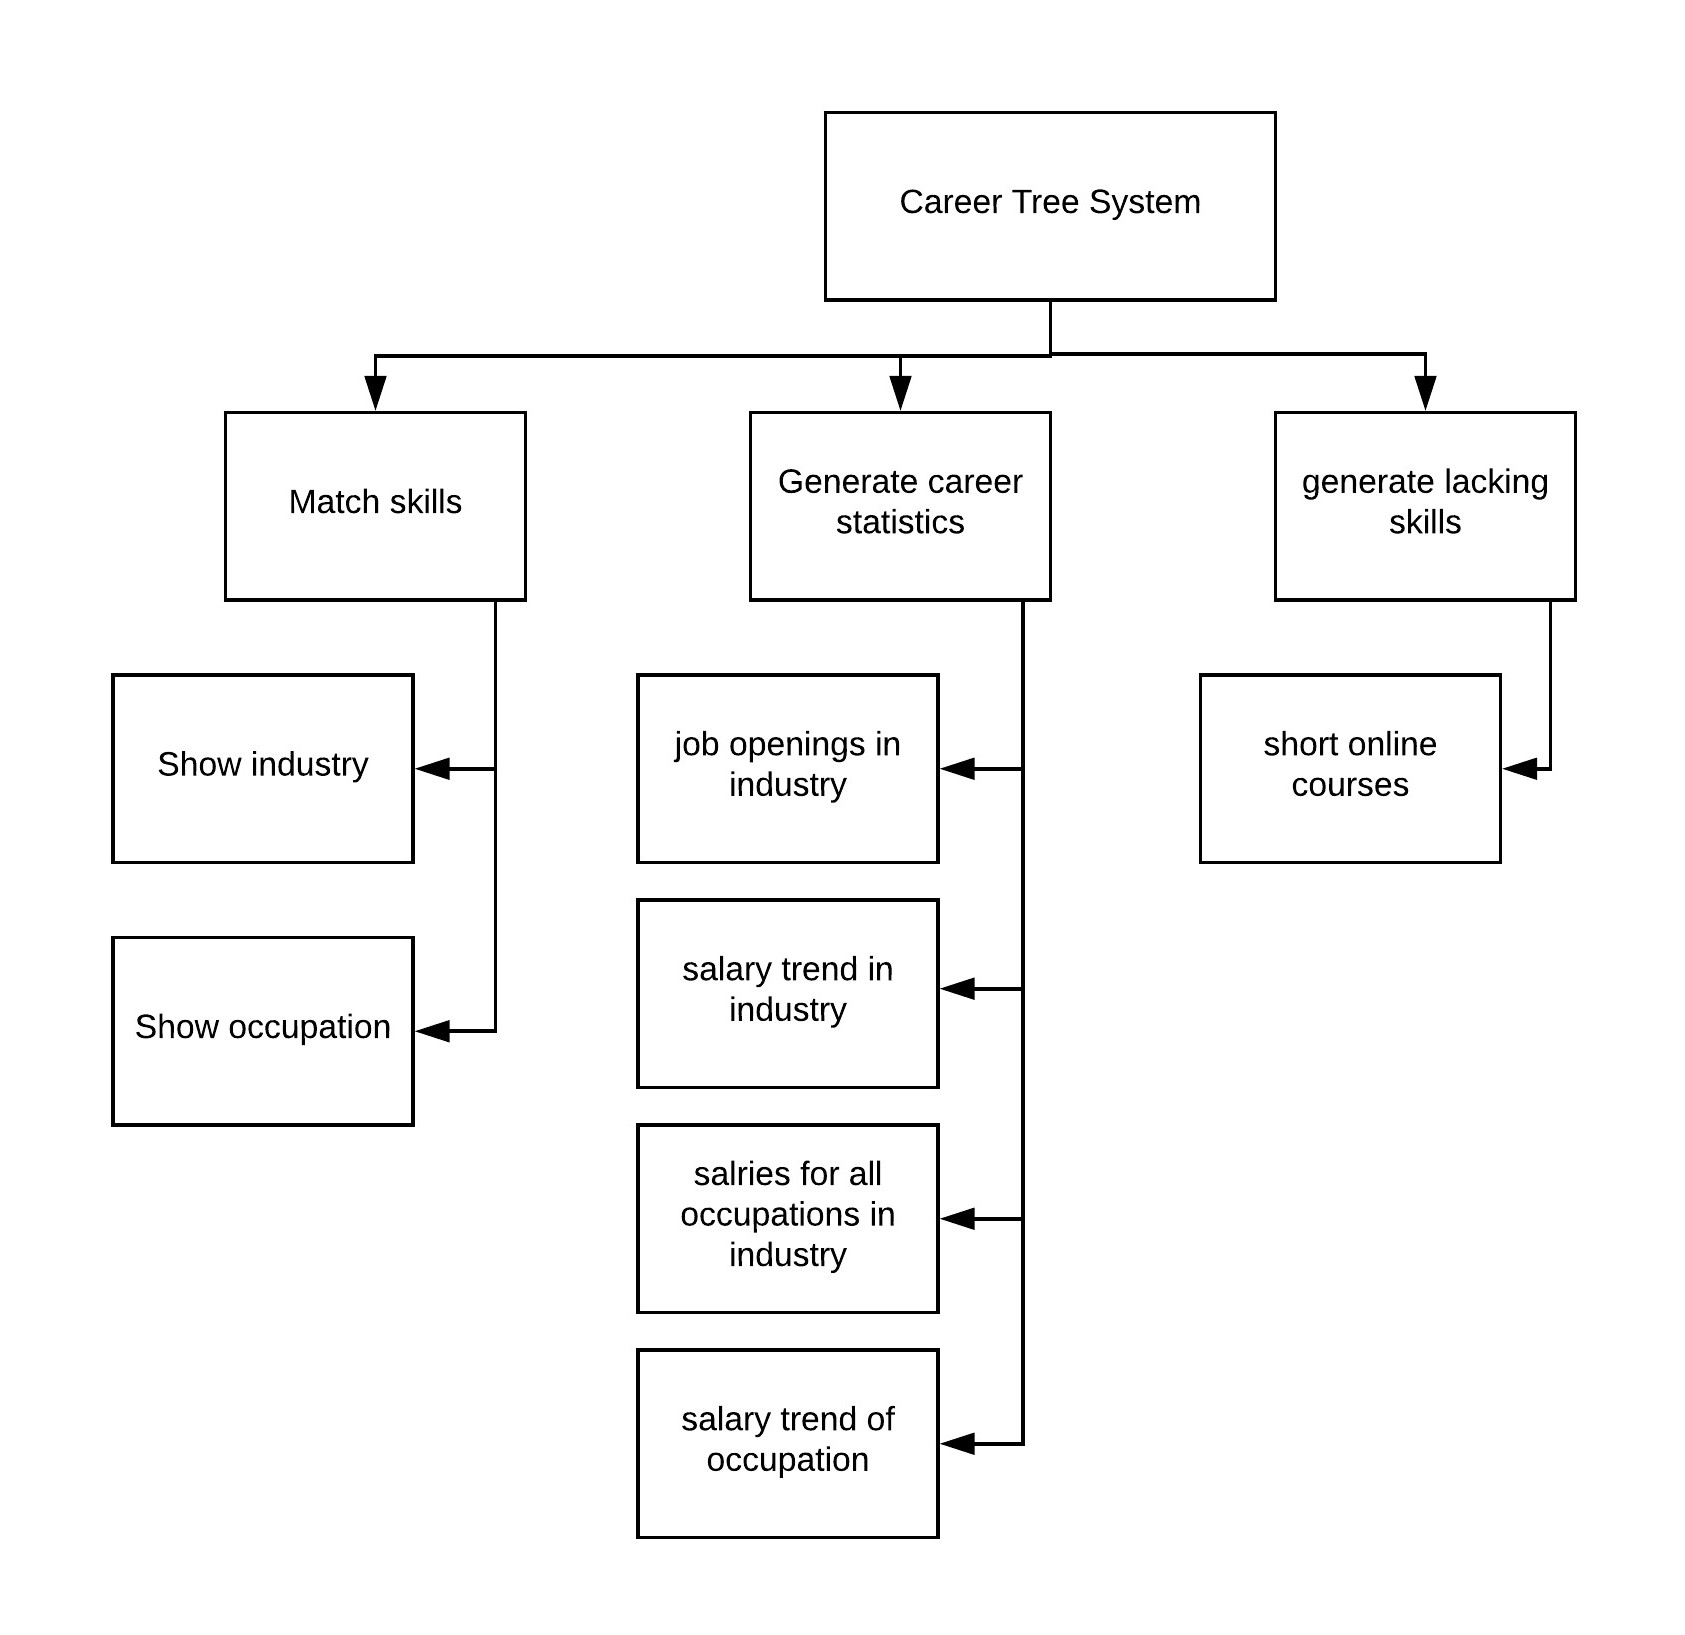 Career Tree System
Match skills
Generate career
statistics
generate lacking
skills
Show industry
job openings in
industry
short online
courses
Show occupation
salary trend in
industry
salries for all
occupations in
industry
salary trend of
occupation